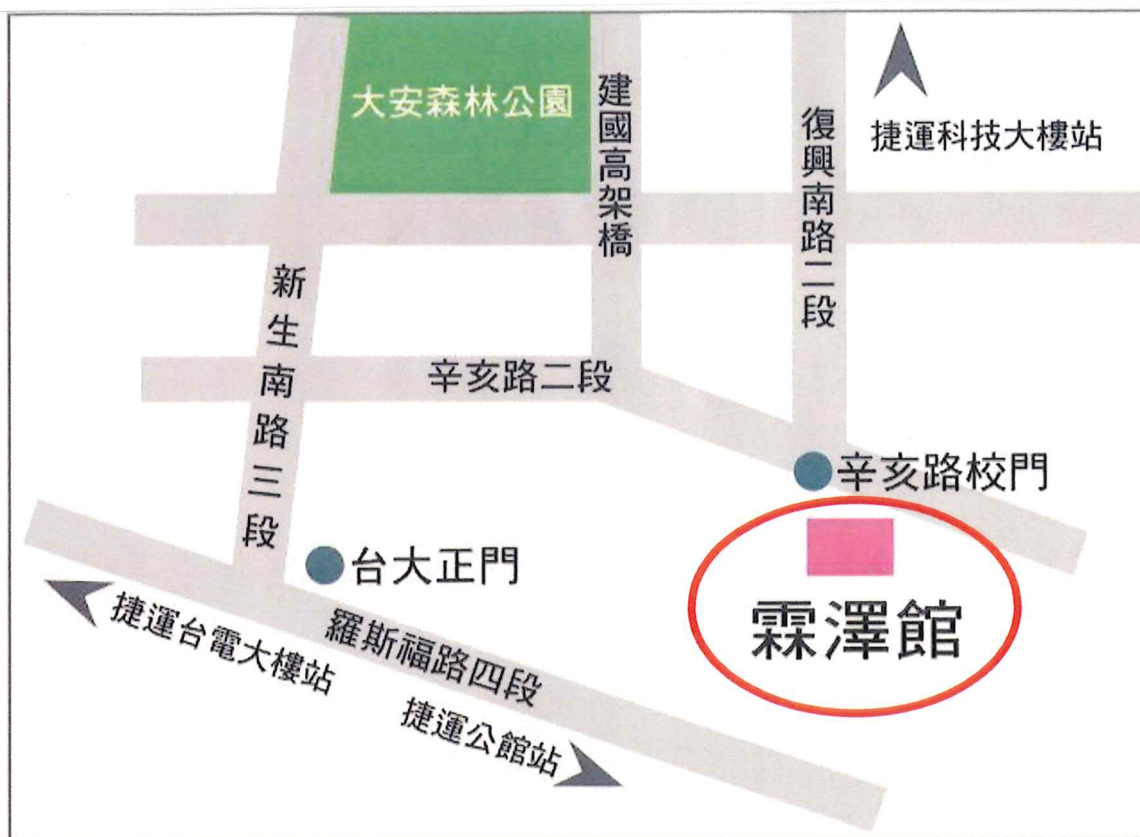 大安森林公園
建國高架橋
復興南路二段
捷運科技大樓站
新生南路三段
辛亥路二段
辛亥路校門
台大正門
霖澤館
羅斯福路四段
捷運台電大樓站
捷運公館站